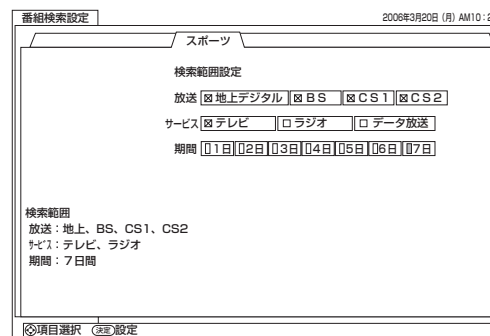 番組検索設定 2006年3月20日(月) AM10:2
スポーツ
検索範囲設定
放送 ☒地上デジタル ☒BS ☒CS1 ☒CS2
サービス ☒テレビ □ラジオ □データ放送
期間 1日 2日 3日 4日 5日 6日 7日
検索範囲
放送:地上、BS、CS1、CS2
サービス:テレビ、ラジオ
期間:7日間
項目選択 決定 設定